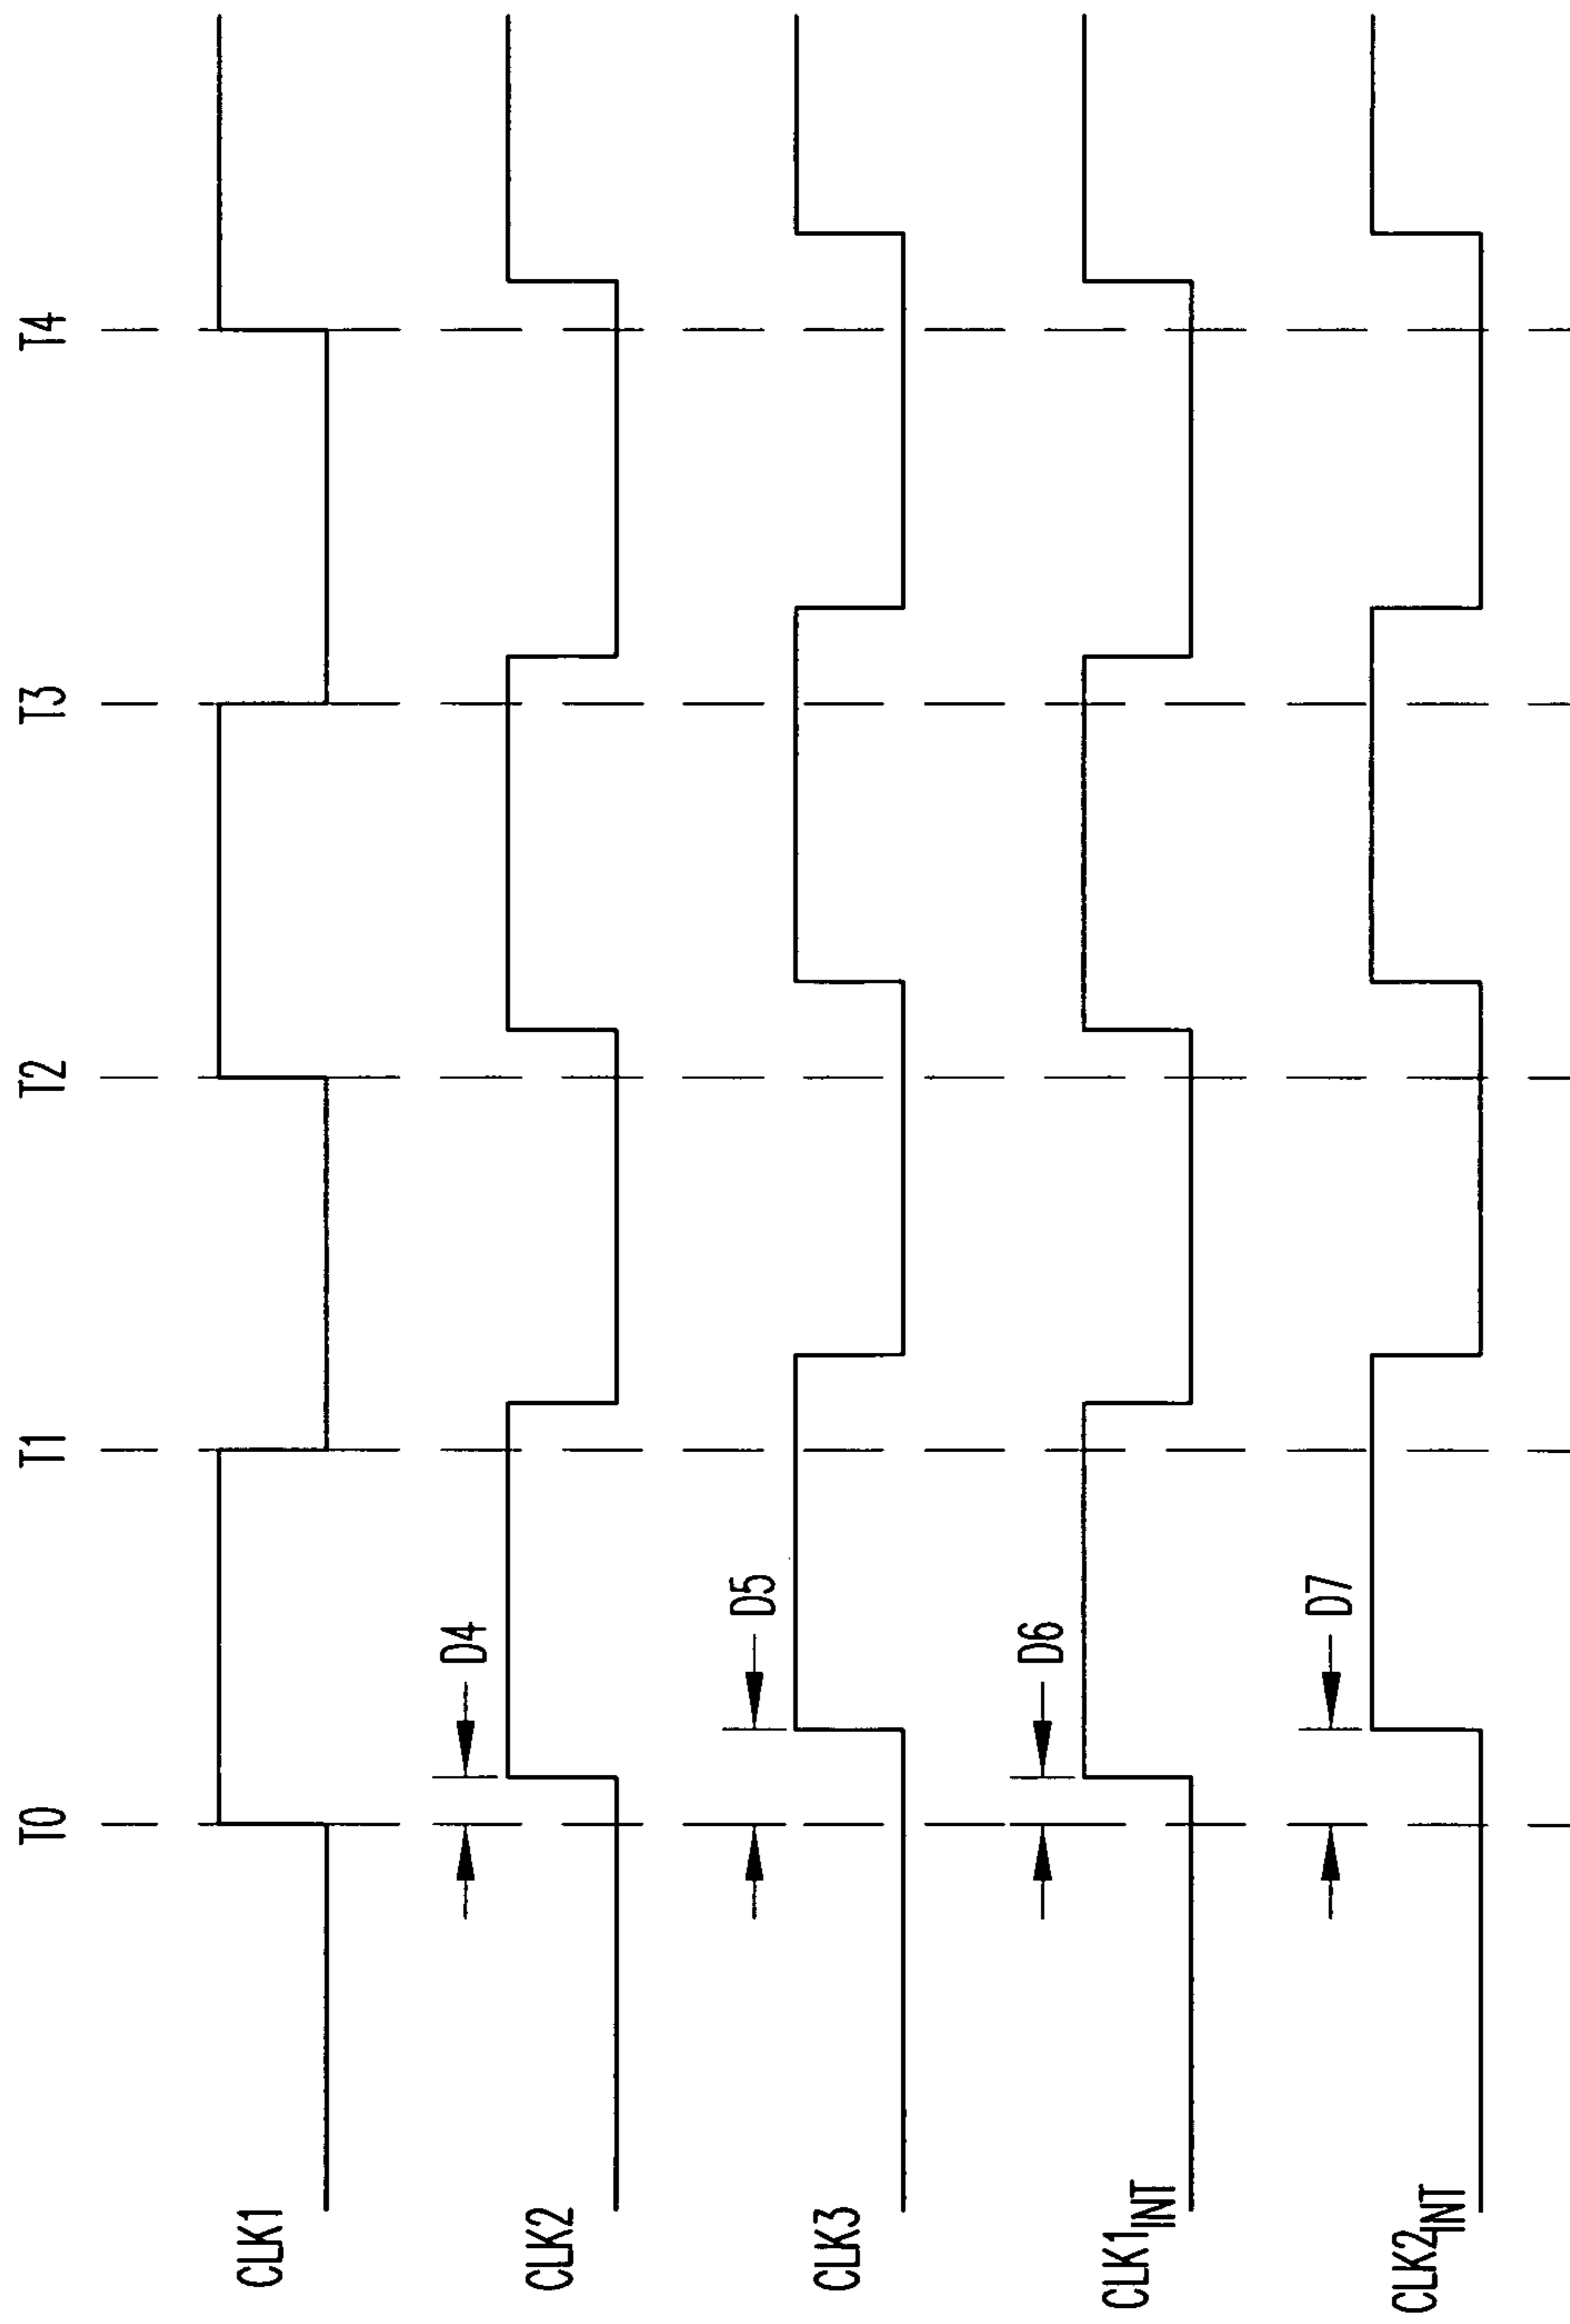 T0 T1 T2 T3 T4
CLK1
D4
CLK2
D5
CLK3
D6
CLK1INT
D7
CLK2INT